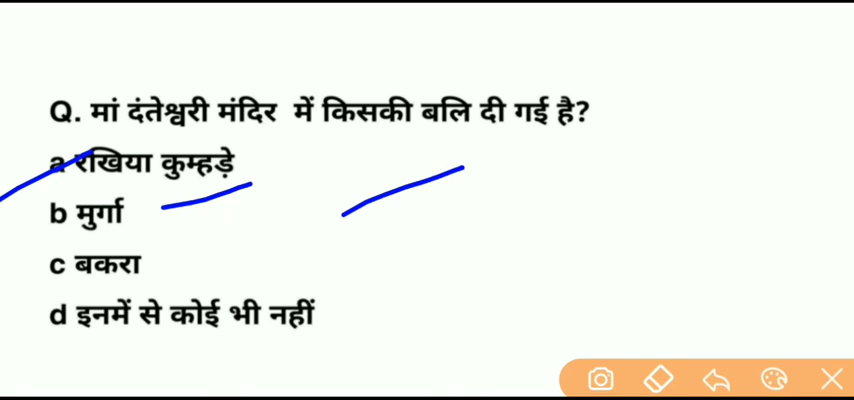 Q. मां दंतेश्वरी मंदिर में किसकी बलि दी गई है?
a रखिया कुम्हड़े
b मुर्गा
c बकरा
d इनमें से कोई भी नहीं